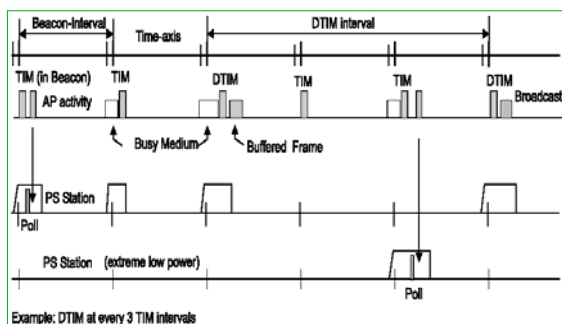 Beacon-Interval Time-axis DTIM interval
TIM (in Beacon) TIM DTIM TIM TIM DTIM
AP activity Broadcast
Busy Medium Buffered Frame
PS Station
Poll
PS Station (extreme low power)
Poll
Example: DTIM at every 3 TIM intervals